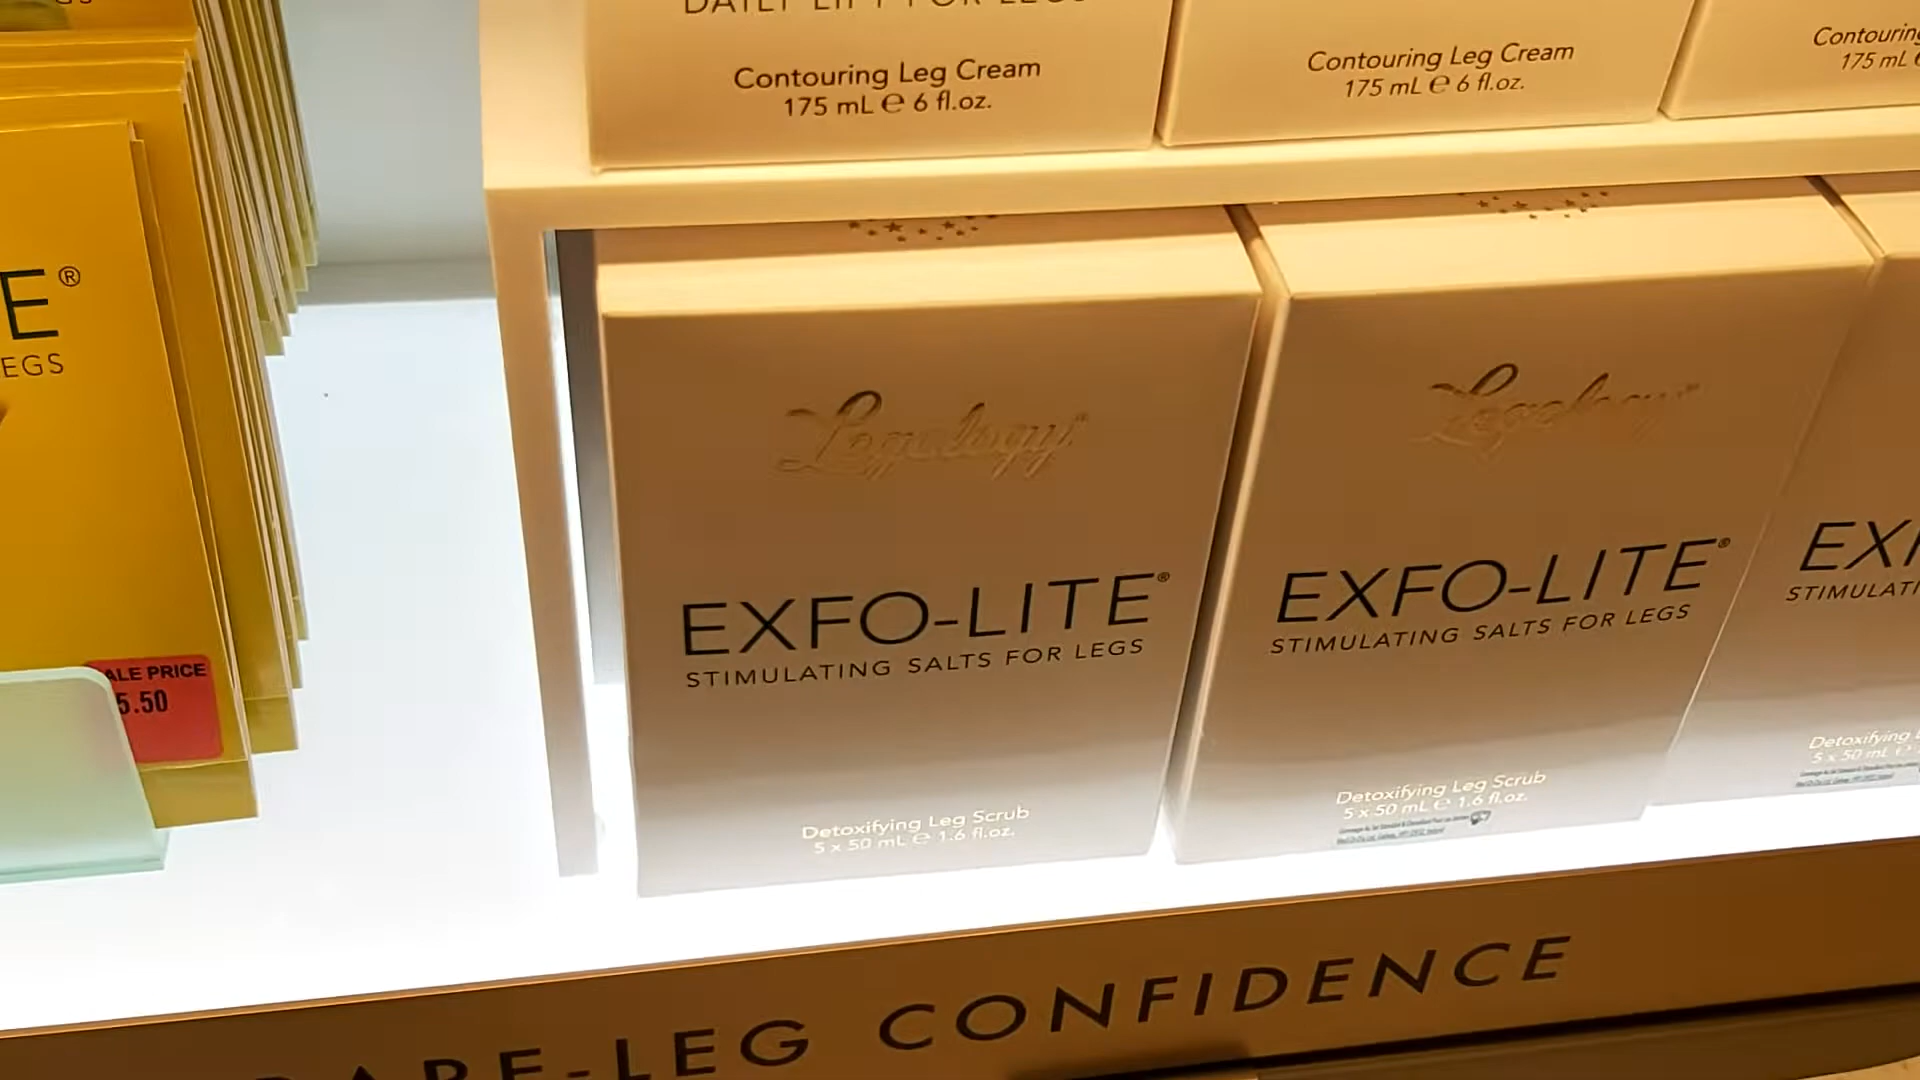 E®
EGS
ALE PRICE
5.50
DAILY LIFT FOR LEGS
Contouring Leg Cream
175 mL ℮ 6 fl.oz.
Contouring Leg Cream
175 mL ℮ 6 fl.oz.
Contouring
175 mL
Legology®
EXFO-LITE®
STIMULATING SALTS FOR LEGS
Detoxifying Leg Scrub
5 x 50 mL ℮ 1.6 fl.oz.
Legology®
EXFO-LITE®
STIMULATING SALTS FOR LEGS
Detoxifying Leg Scrub
5 x 50 mL ℮ 1.6 fl.oz.
EXF
STIMULATI
Detoxifying
5 x 50 mL ℮
BARE-LEG CONFIDENCE